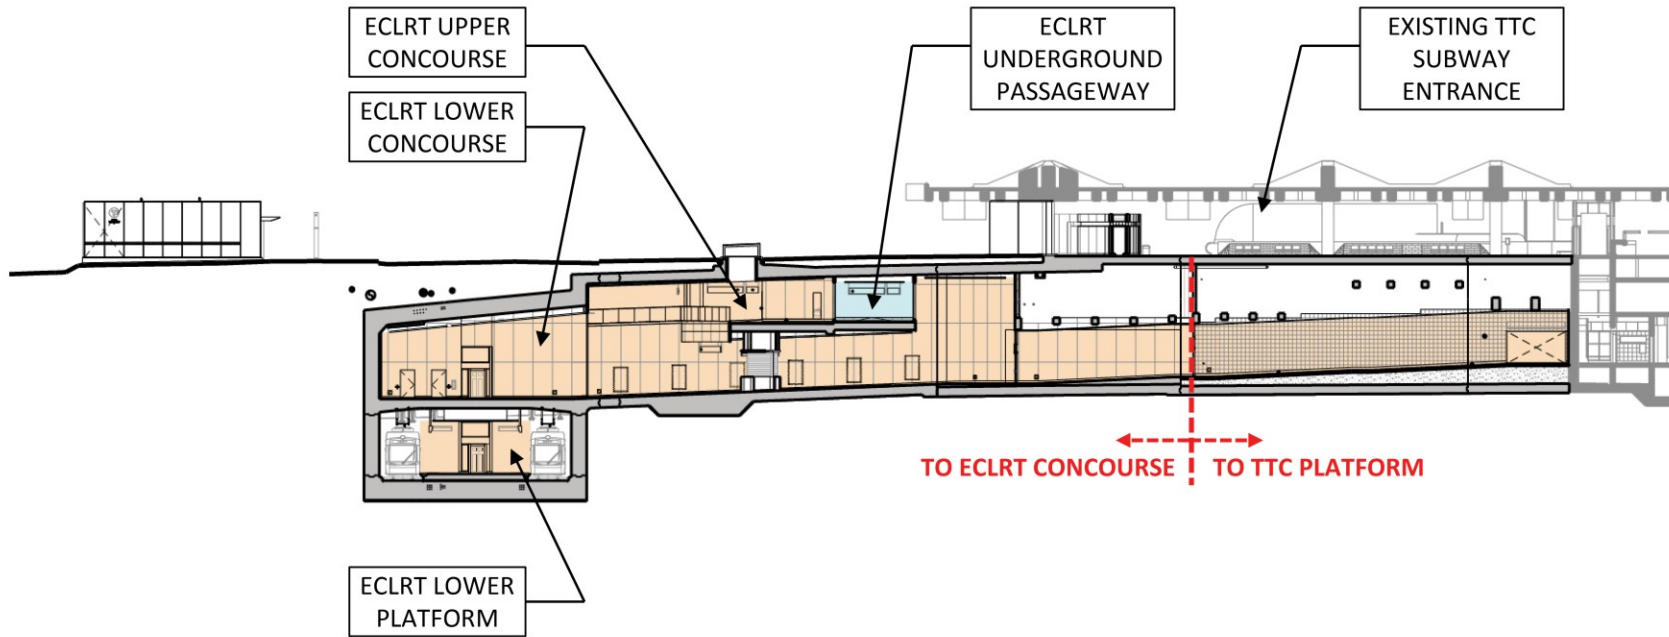 ECLRT UPPER
CONCOURSE
ECLRT
UNDERGROUND
PASSAGEWAY
EXISTING TTC
SUBWAY
ENTRANCE
ECLRT LOWER
CONCOURSE
TO ECLRT CONCOURSE
TO TTC PLATFORM
ECLRT LOWER
PLATFORM